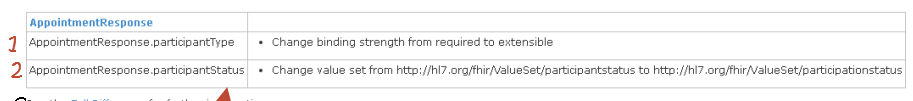 AppointmentResponse
1 AppointmentResponse.participantType • Change binding strength from required to extensible
2 AppointmentResponse.participantStatus • Change value set from http://hl7.org/fhir/ValueSet/participantstatus to http://hl7.org/fhir/ValueSet/participationstatus